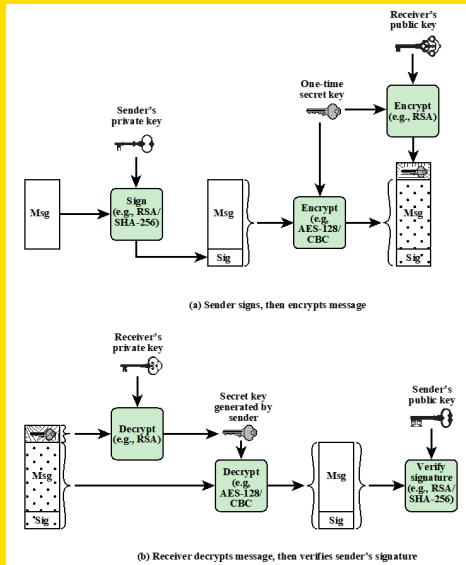 Receiver's
public key
One-time
secret key
Encrypt
(e.g., RSA)
Sender's
private key
Msg
Sign
(e.g., RSA/
SHA-256)
Msg
Sig
Encrypt
(e.g,
AES-128/
CBC
Msg
Sig
(a) Sender signs, then encrypts message
Receiver's
private key
Decrypt
(e.g., RSA)
Secret key
generated by
sender
Sender's
public key
Msg
Sig
Decrypt
(e.g,
AES-128/
CBC
Msg
Sig
Verify
signature
(e.g., RSA/
SHA-256)
(b) Receiver decrypts message, then verifies sender's signature